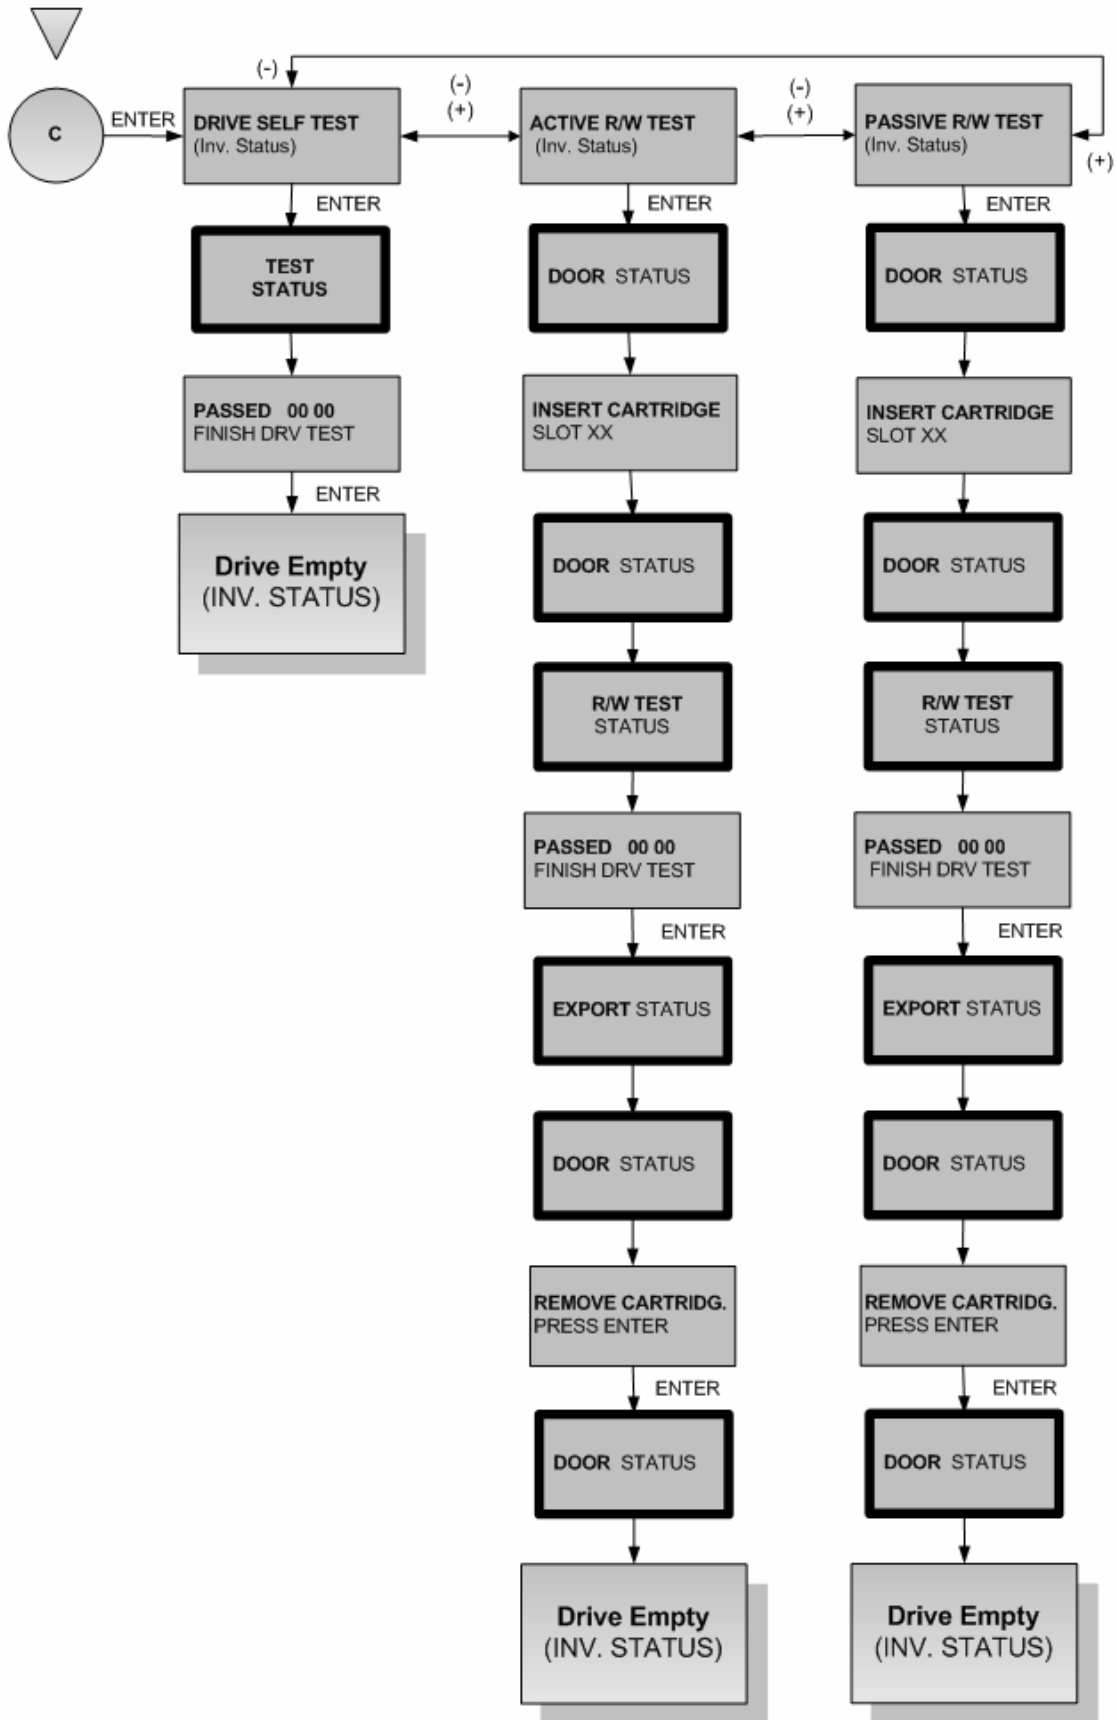 (-)
(-)
(+)
(-)
(+)
C
ENTER
DRIVE SELF TEST
(Inv. Status)
ACTIVE R/W TEST
(Inv. Status)
PASSIVE R/W TEST
(Inv. Status)
(+)
ENTER
ENTER
ENTER
TEST
STATUS
DOOR STATUS
DOOR STATUS
PASSED 00 00
FINISH DRV TEST
INSERT CARTRIDGE
SLOT XX
INSERT CARTRIDGE
SLOT XX
ENTER
Drive Empty
(INV. STATUS)
DOOR STATUS
DOOR STATUS
R/W TEST
STATUS
R/W TEST
STATUS
PASSED 00 00
FINISH DRV TEST
PASSED 00 00
FINISH DRV TEST
ENTER
ENTER
EXPORT STATUS
EXPORT STATUS
DOOR STATUS
DOOR STATUS
REMOVE CARTRIDG.
PRESS ENTER
REMOVE CARTRIDG.
PRESS ENTER
ENTER
ENTER
DOOR STATUS
DOOR STATUS
Drive Empty
(INV. STATUS)
Drive Empty
(INV. STATUS)